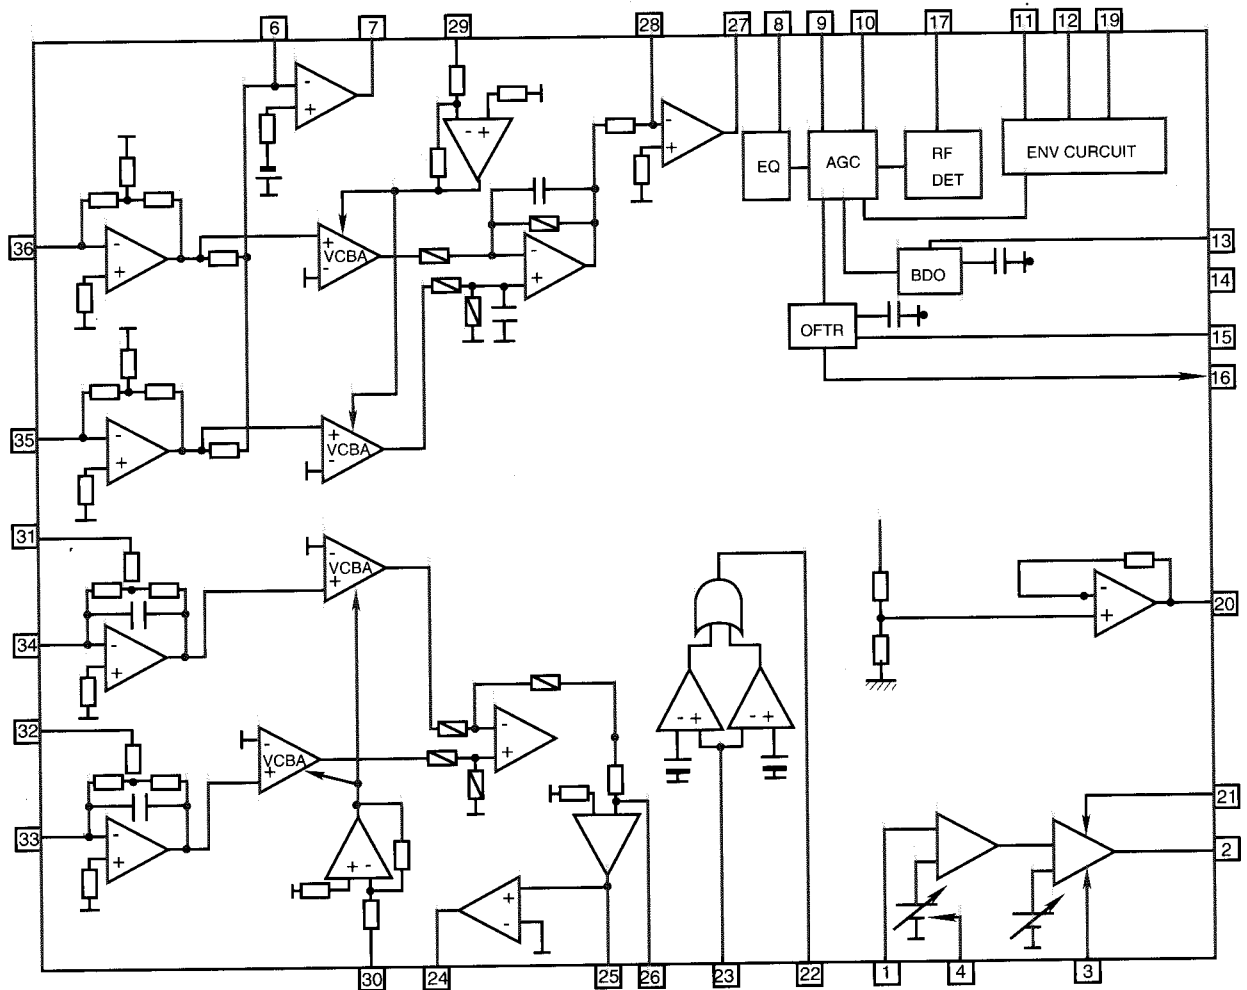 6 7 29 28 27 8 9 10 17 11 12 19
- +
- +
- +
EQ AGC RF DET ENV CURCUIT
36 - + + VCBA - - + BDO 13
14
OFTR 15
16
35 - + + VCBA -
31 - VCBA +
34 - + - + 20
32 - VCBA + - + - + - +
33 - + + - + - 21
2
30 24 25 26 23 22 1 4 3